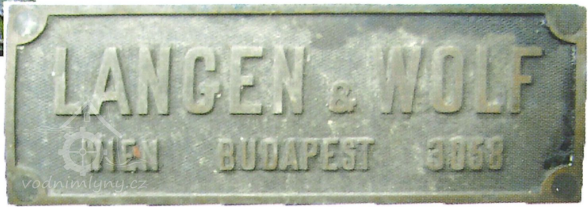 LANGEN & WOLF
WIEN BUDAPEST 3068
vodnimlyny.cz